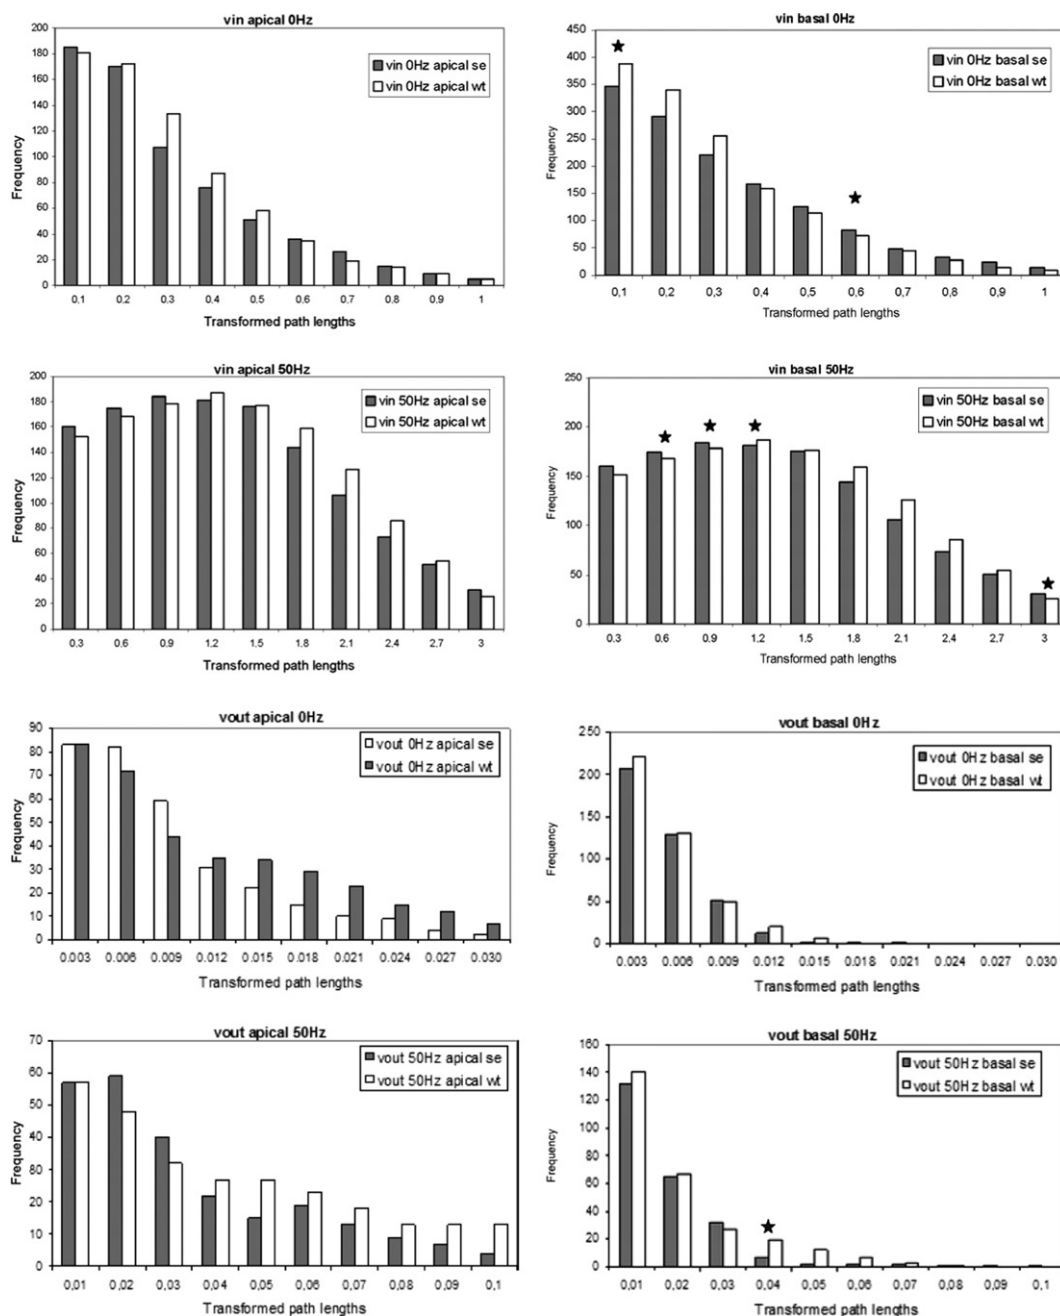 vin apical 0Hz
200
180
160
140
120
100
80
60
40
20
0
Frequency
vin 0Hz apical se
vin 0Hz apical wt
0,1 0,2 0,3 0,4 0,5 0,6 0,7 0,8 0,9 1
Transformed path lengths
vin basal 0Hz
450
400
350
300
250
200
150
100
50
0
Frequency
vin 0Hz basal se
vin 0Hz basal wt
0,1 0,2 0,3 0,4 0,5 0,6 0,7 0,8 0,9 1
Transformed path lengths
vin apical 50Hz
200
180
160
140
120
100
80
60
40
20
0
Frequency
vin 50Hz apical se
vin 50Hz apical wt
0,3 0,6 0,9 1,2 1,5 1,8 2,1 2,4 2,7 3
Transformed path lengths
vin basal 50Hz
250
200
150
100
50
0
Frequency
vin 50Hz basal se
vin 50Hz basal wt
0,3 0,6 0,9 1,2 1,5 1,8 2,1 2,4 2,7 3
Transformed path lengths
vout apical 0Hz
90
80
70
60
50
40
30
20
10
0
Frequency
vout 0Hz apical se
vout 0Hz apical wt
0.003 0.006 0.009 0.012 0.015 0.018 0.021 0.024 0.027 0.030
Transformed path lengths
vout basal 0Hz
250
200
150
100
50
0
Frequency
vout 0Hz basal se
vout 0Hz basal wt
0.003 0.006 0.009 0.012 0.015 0.018 0.021 0.024 0.027 0.030
Transformed path lengths
vout apical 50Hz
70
60
50
40
80
20
10
0
Frequency
vout 50Hz apical se
vout 50Hz apical wt
0,01 0,02 0,03 0,04 0,05 0,06 0,07 0,08 0,09 0,1
Transformed path lengths
vout basal 50Hz
160
140
120
100
80
60
40
20
0
Frequency
vout 50Hz basal se
vout 50Hz basal wt
0,01 0,02 0,03 0,04 0,05 0,06 0,07 0,08 0,09 0,1
Transformed path lengths